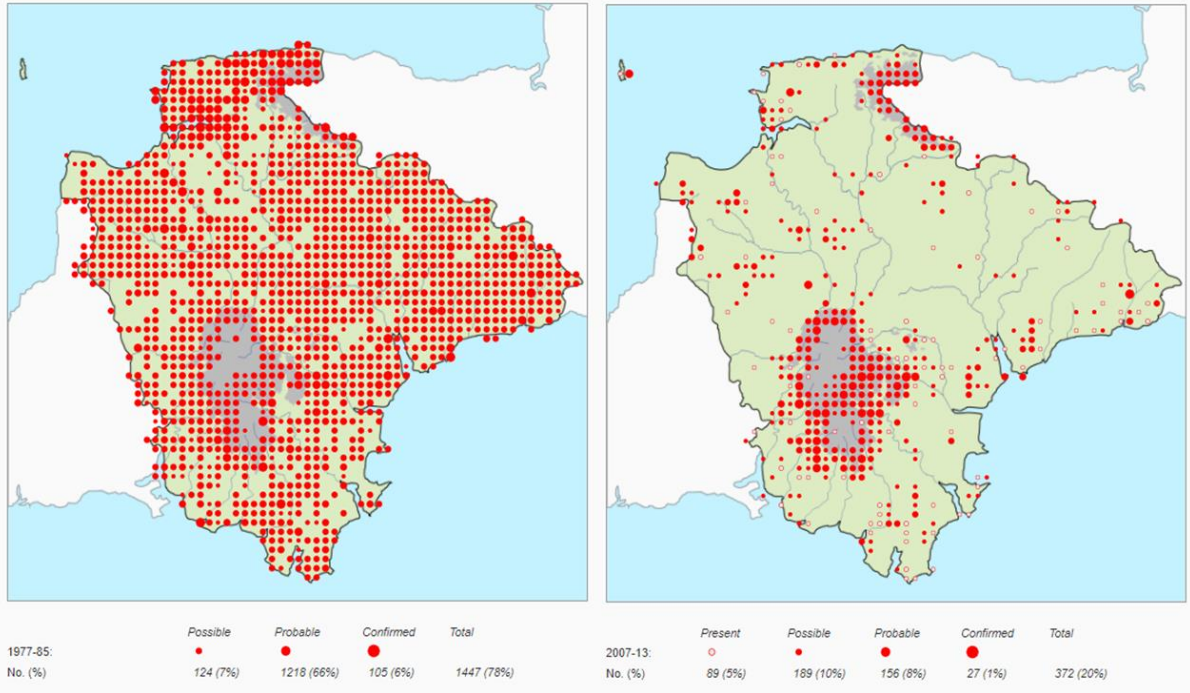 Possible Probable Confirmed Total
1977-85:
No. (%) 124 (7%) 1218 (66%) 105 (6%) 1447 (78%)
Present Possible Probable Confirmed Total
2007-13:
No. (%) 89 (5%) 189 (10%) 156 (8%) 27 (1%) 372 (20%)